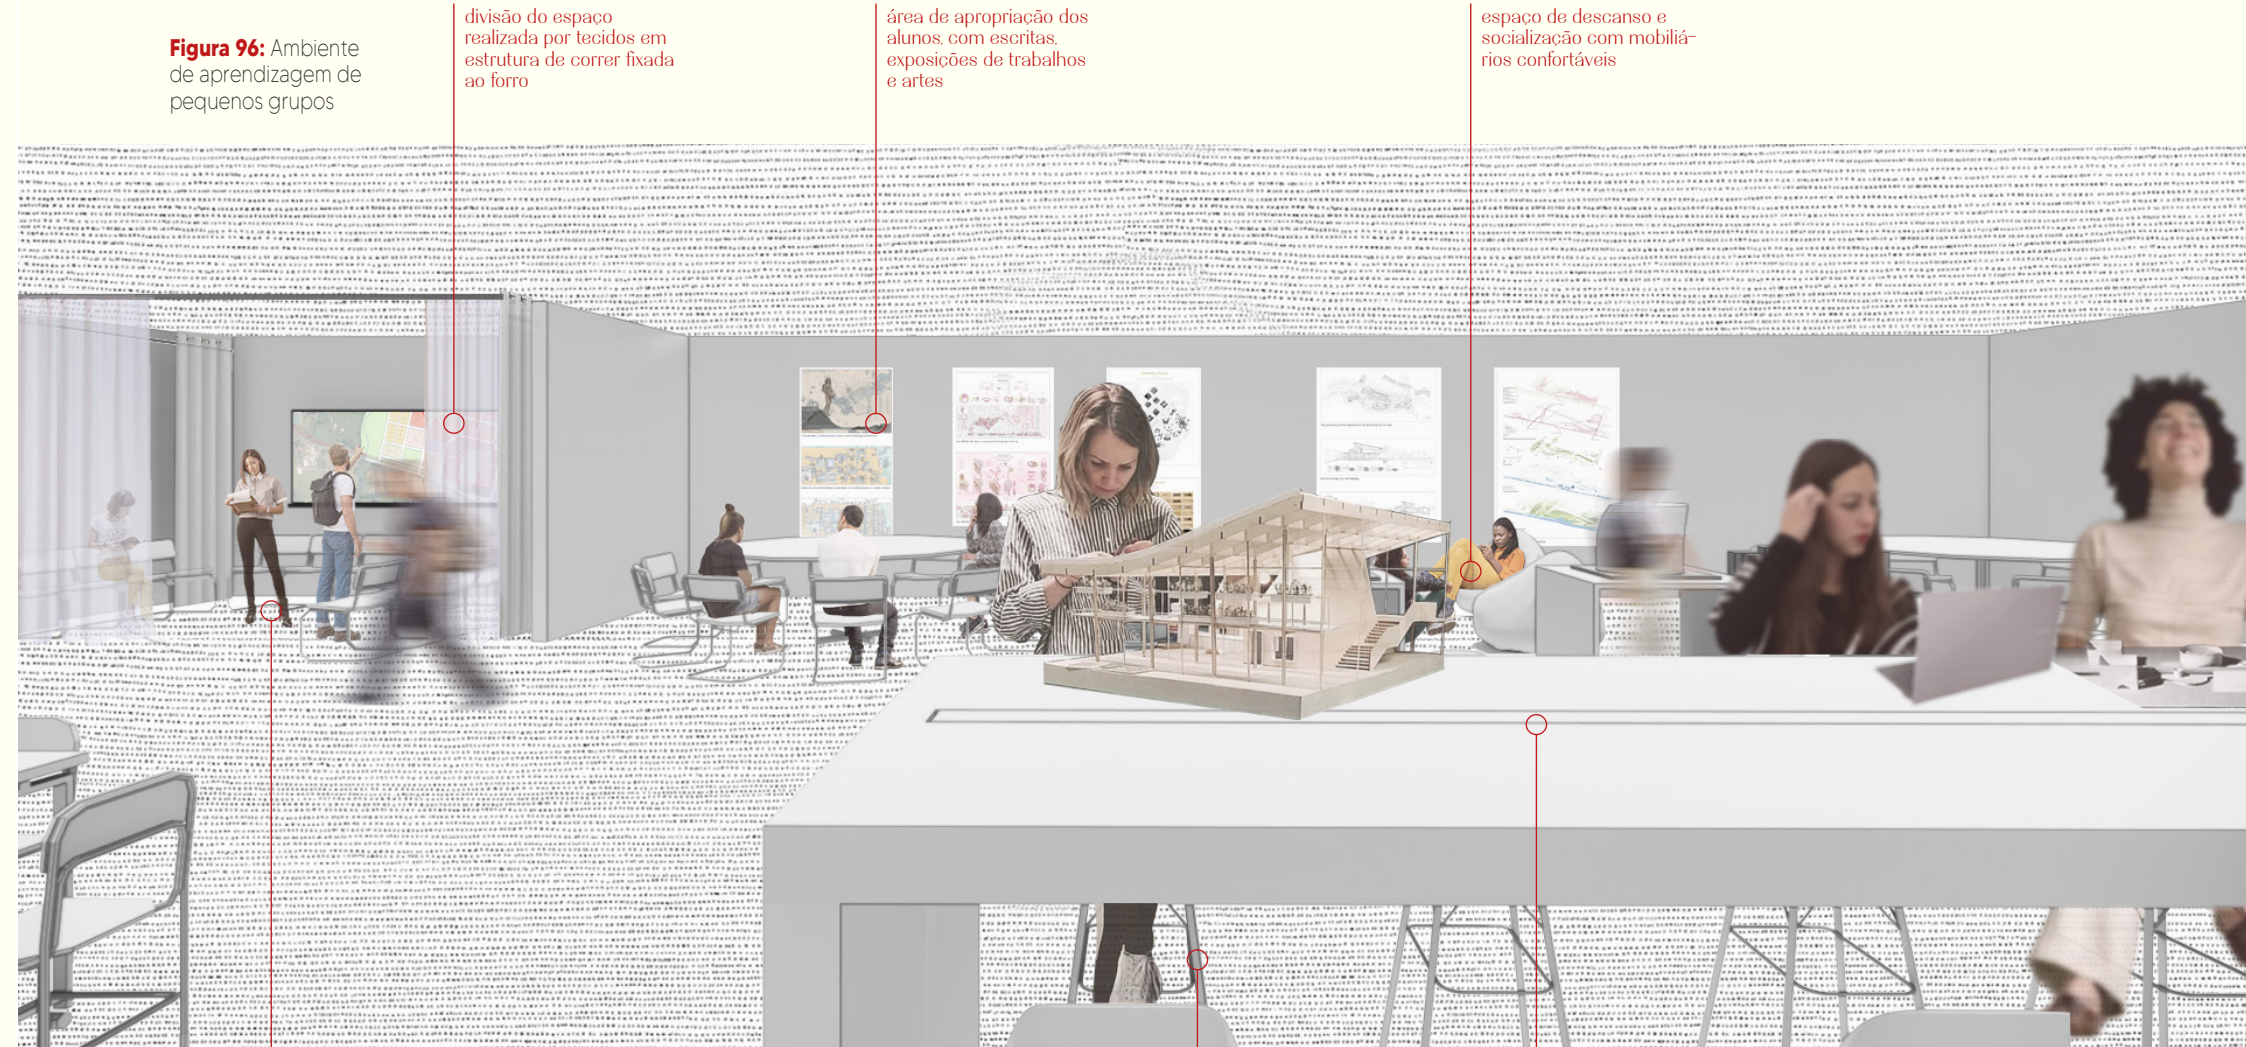 Figura 96: Ambiente
de aprendizagem de
pequenos grupos
divisão do espaço
realizada por tecidos em
estrutura de correr fixada
ao forro
área de apropriação dos
alunos, com escritas,
exposições de trabalhos
e artes
espaço de descanso e
socialização com mobiliá-
rios confortáveis